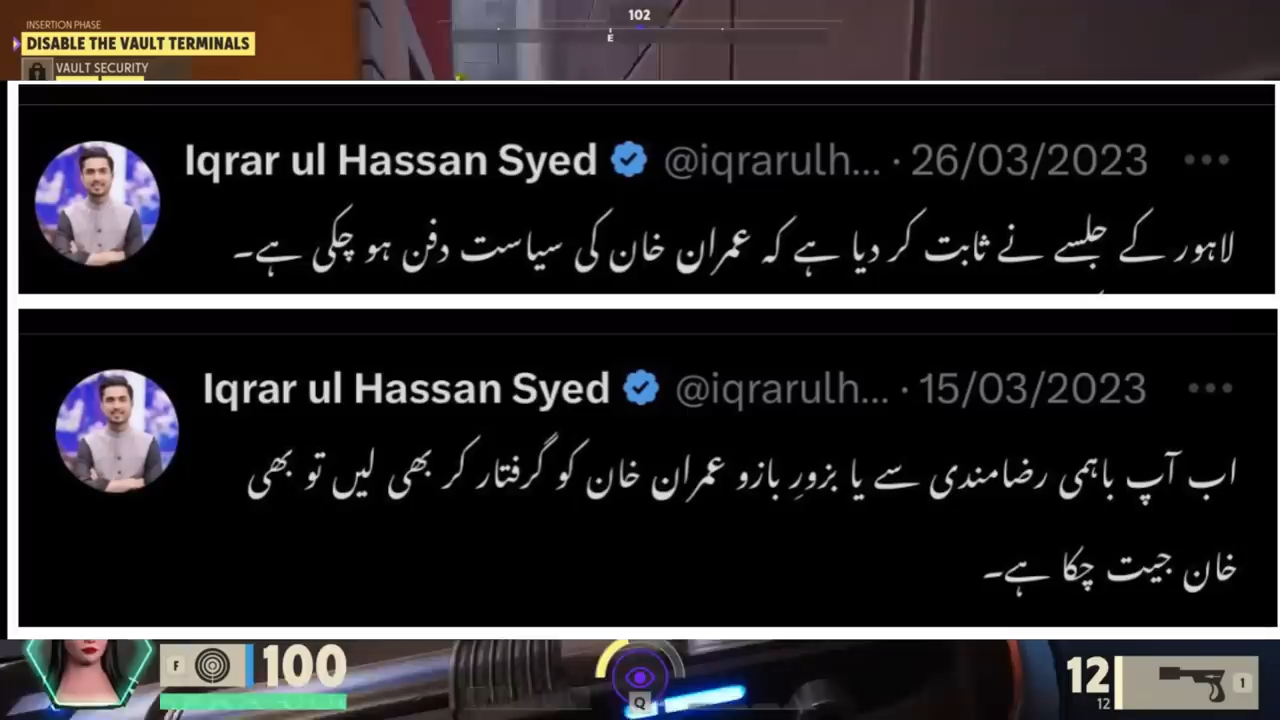 INSERTION PHASE
DISABLE THE VAULT TERMINALS
VAULT SECURITY
102
E
Iqrar ul Hassan Syed @iqrarulh... · 26/03/2023
لاہور کے جلسے نے ثابت کر دیا ہے کہ عمران خان کی سیاست دفن ہو چکی ہے۔
Iqrar ul Hassan Syed @iqrarulh... · 15/03/2023
اب آپ باہمی رضامندی سے یا بزورِ بازو عمران خان کو گرفتار کر بھی لیں تو بھی
خان جیت چکا ہے۔
F
100
Q
12
12
1